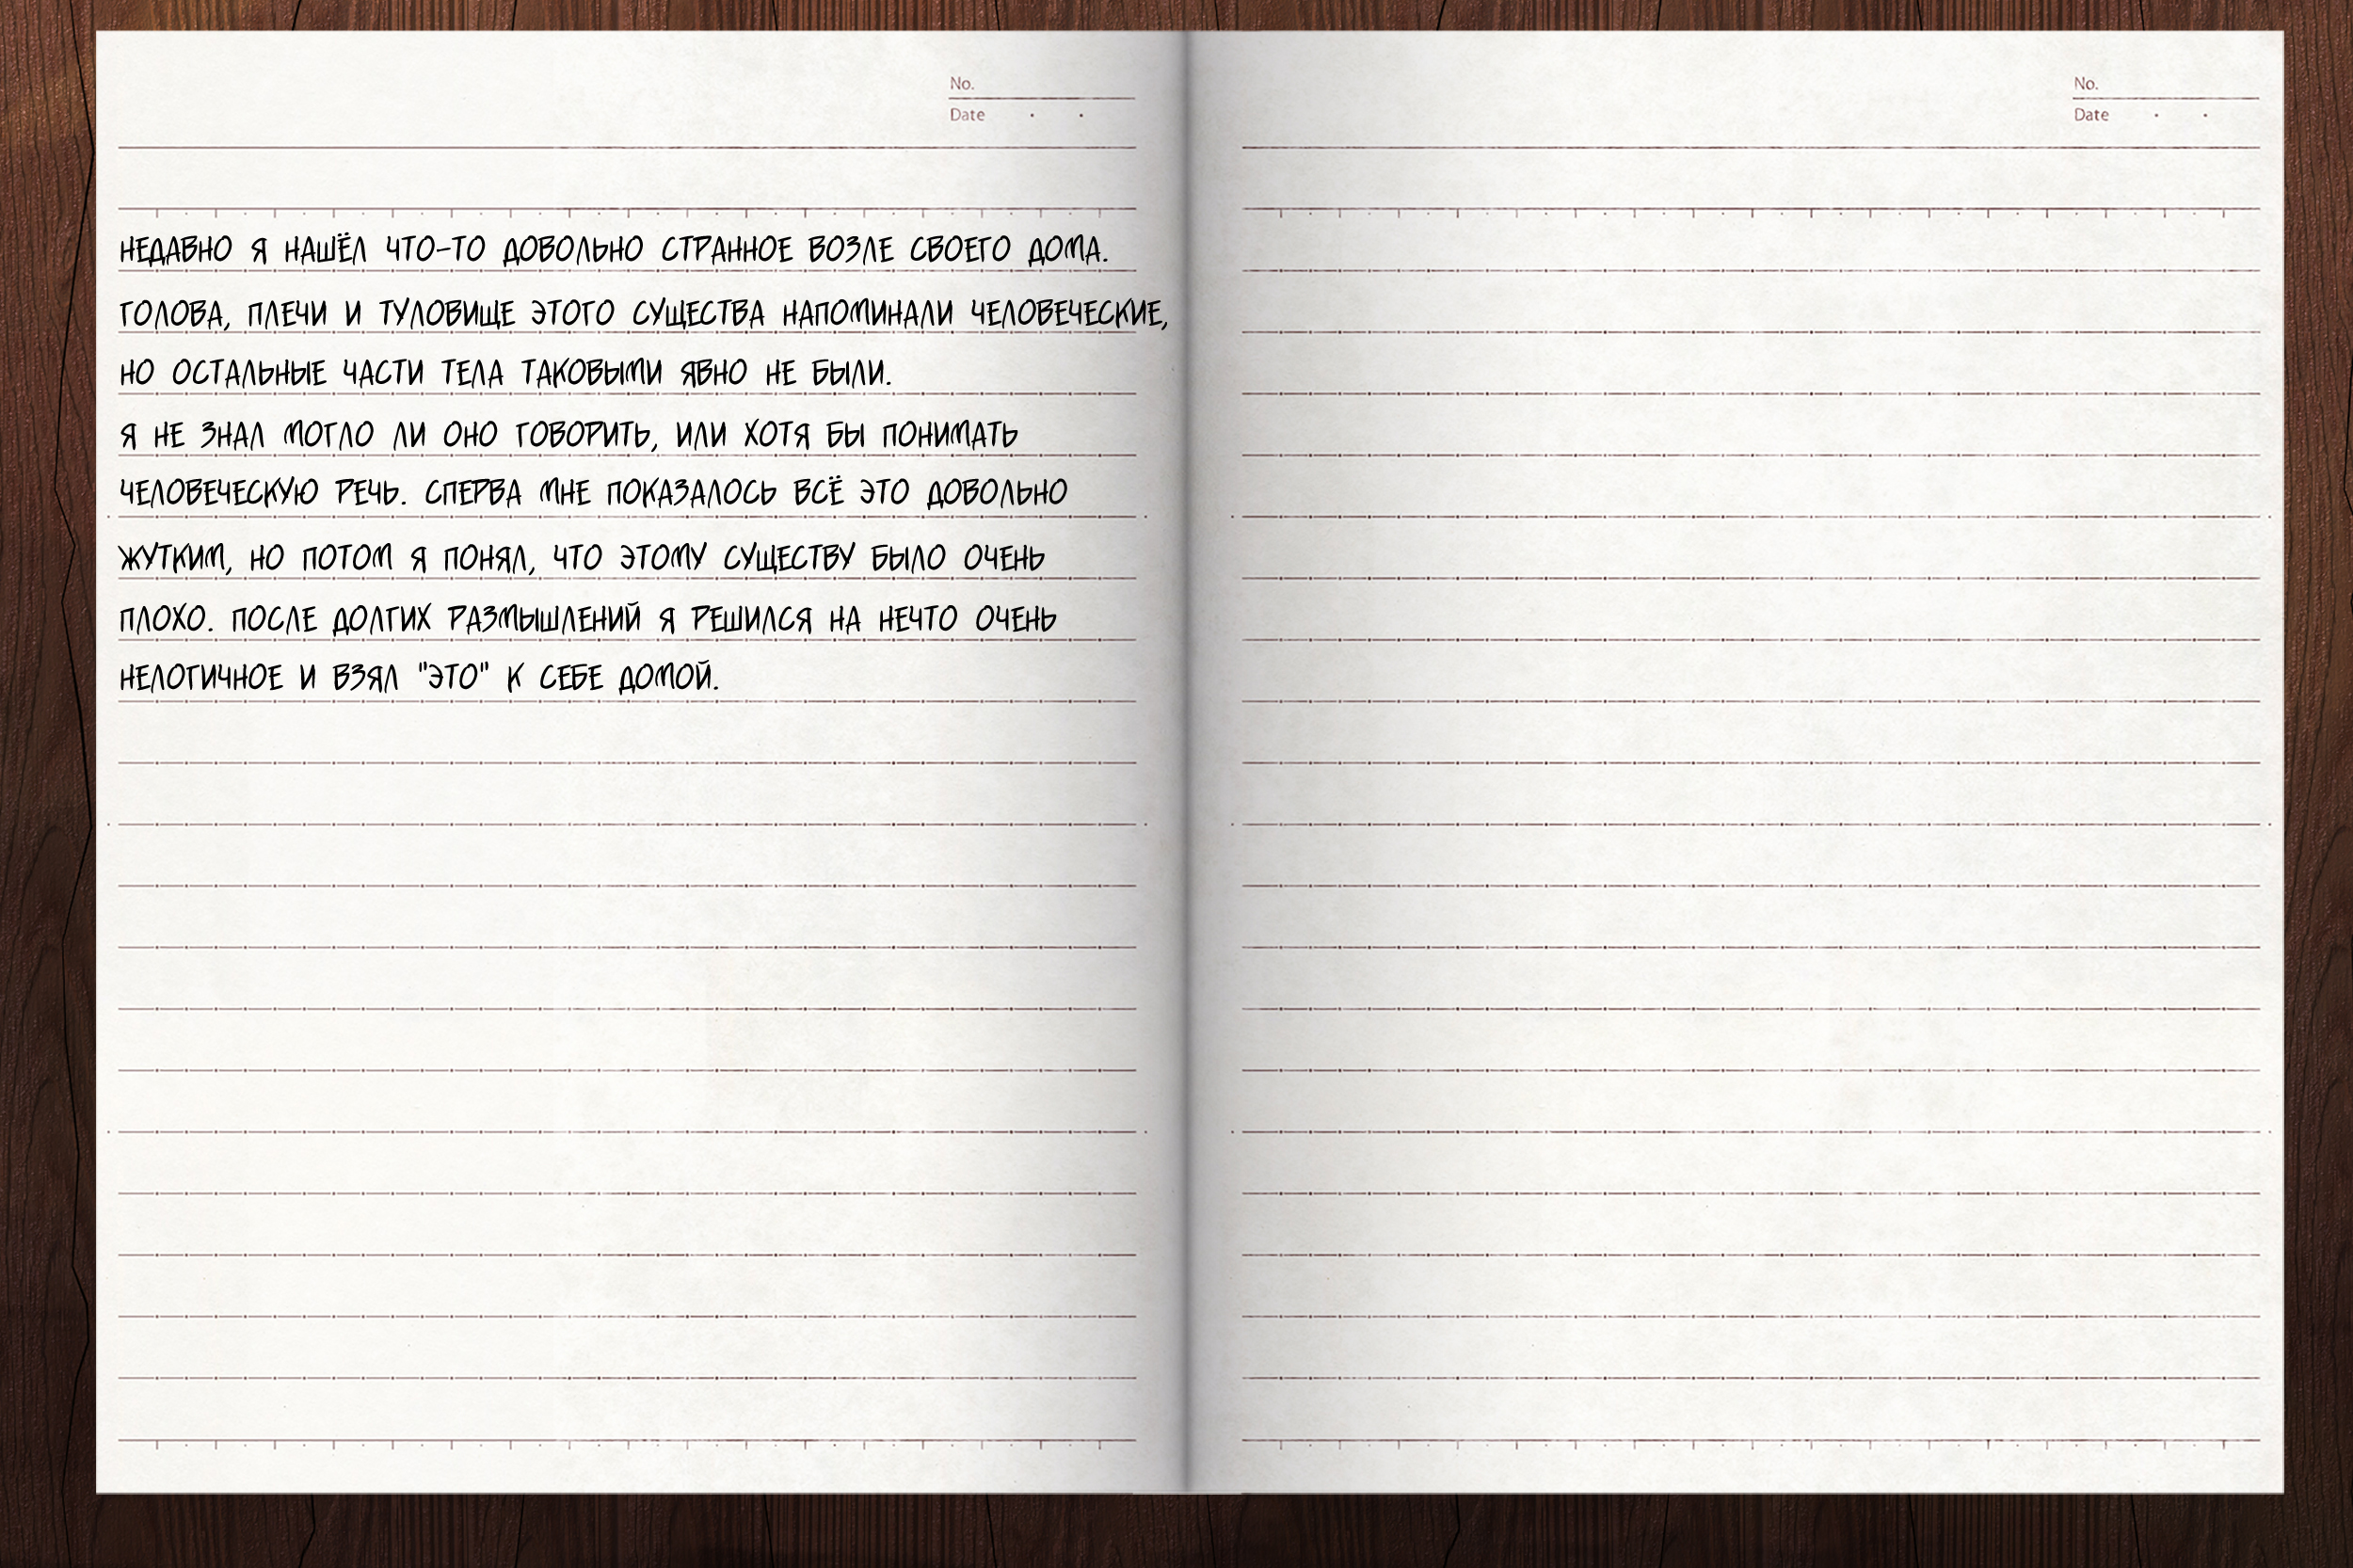 No.
Date
No.
Date
НЕДАВНО Я НАШЁЛ ЧТО-ТО ДОВОЛЬНО СТРАННОЕ ВОЗЛЕ СВОЕГО ДОМА.
ГОЛОВА, ПЛЕЧИ И ТУЛОВИЩЕ ЭТОГО СУЩЕСТВА НАПОМИНАЛИ ЧЕЛОВЕЧЕСКИЕ,
НО ОСТАЛЬНЫЕ ЧАСТИ ТЕЛА ТАКОВЫМИ ЯВНО НЕ БЫЛИ.
Я НЕ ЗНАЛ МОГЛО ЛИ ОНО ГОВОРИТЬ, ИЛИ ХОТЯ БЫ ПОНИМАТЬ
ЧЕЛОВЕЧЕСКУЮ РЕЧЬ. СПЕРВА МНЕ ПОКАЗАЛОСЬ ВСЁ ЭТО ДОВОЛЬНО
ЖУТКИМ, НО ПОТОМ Я ПОНЯЛ, ЧТО ЭТОМУ СУЩЕСТВУ БЫЛО ОЧЕНЬ
ПЛОХО. ПОСЛЕ ДОЛГИХ РАЗМЫШЛЕНИЙ Я РЕШИЛСЯ НА НЕЧТО ОЧЕНЬ
НЕЛОГИЧНОЕ И ВЗЯЛ "ЭТО" К СЕБЕ ДОМОЙ.